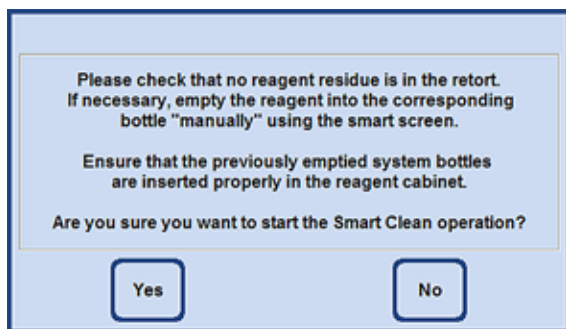 Please check that no reagent residue is in the retort.
If necessary, empty the reagent into the corresponding
bottle "manually" using the smart screen.
Ensure that the previously emptied system bottles
are inserted properly in the reagent cabinet.
Are you sure you want to start the Smart Clean operation?
Yes
No